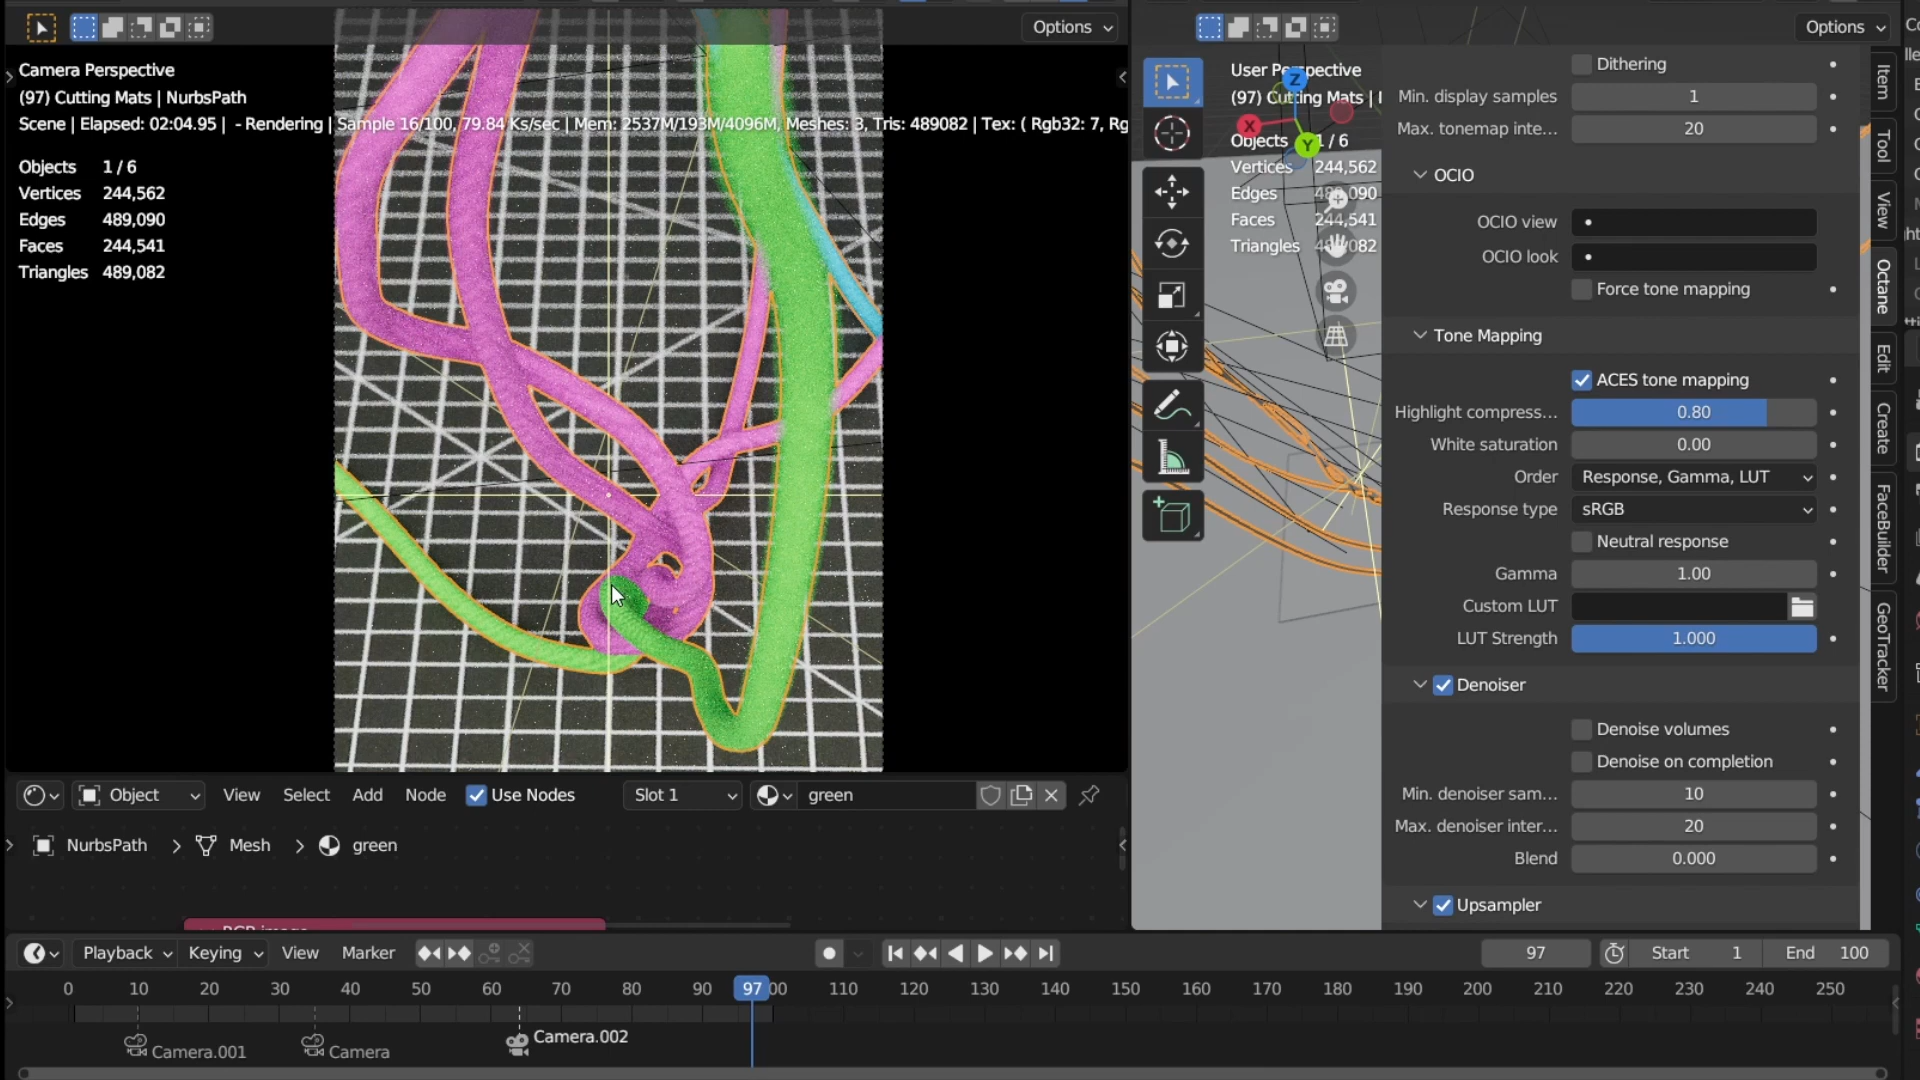 Options
Options
Camera Perspective
(97) Cutting Mats | NurbsPath
Scene | Elapsed: 02:04.95 | - Rendering | Sample 16/100, 79.84 Ks/sec | Mem: 2537M/193M/4096M, Meshes: 3, Tris: 489082 | Tex: ( Rgb32: 7, Rg
Objects 1 / 6
Vertices 244,562
Edges 489,090
Faces 244,541
Triangles 489,082
User Perspective
(97) Cutting Mats |
Z
X
Y
Objects 1 / 6
Vertices 244,562
Edges 489,090
Faces 244,541
Triangles 489,082
Dithering
Min. display samples 1
Max. tonemap inte... 20
OCIO
OCIO view
OCIO look
Force tone mapping
Tone Mapping
ACES tone mapping
Highlight compress... 0.80
White saturation 0.00
Order Response, Gamma, LUT
Response type sRGB
Neutral response
Gamma 1.00
Custom LUT
LUT Strength 1.000
Denoiser
Denoise volumes
Denoise on completion
Min. denoiser sam... 10
Max. denoiser inter... 20
Blend 0.000
Upsampler
Item
Tool
View
Octane
Edit
Create
FaceBuilder
GeoTracker
Object View Select Add Node Use Nodes Slot 1 green
NurbsPath > Mesh > green
Playback Keying View Marker 97 Start 1 End 100
0 10 20 30 40 50 60 70 80 90 97 00 110 120 130 140 150 160 170 180 190 200 210 220 230 240 250
Camera.001 Camera Camera.002